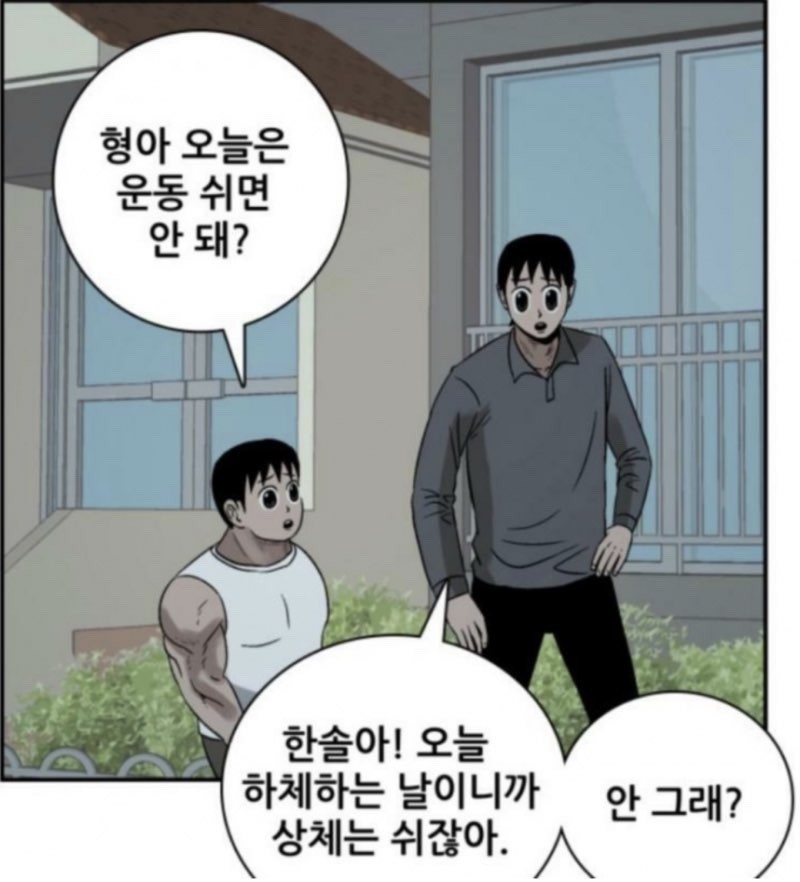 형아 오늘은
운동 쉬면
안 돼?
한솔아! 오늘
하체하는 날이니까
상체는 쉬잖아.
안 그래?